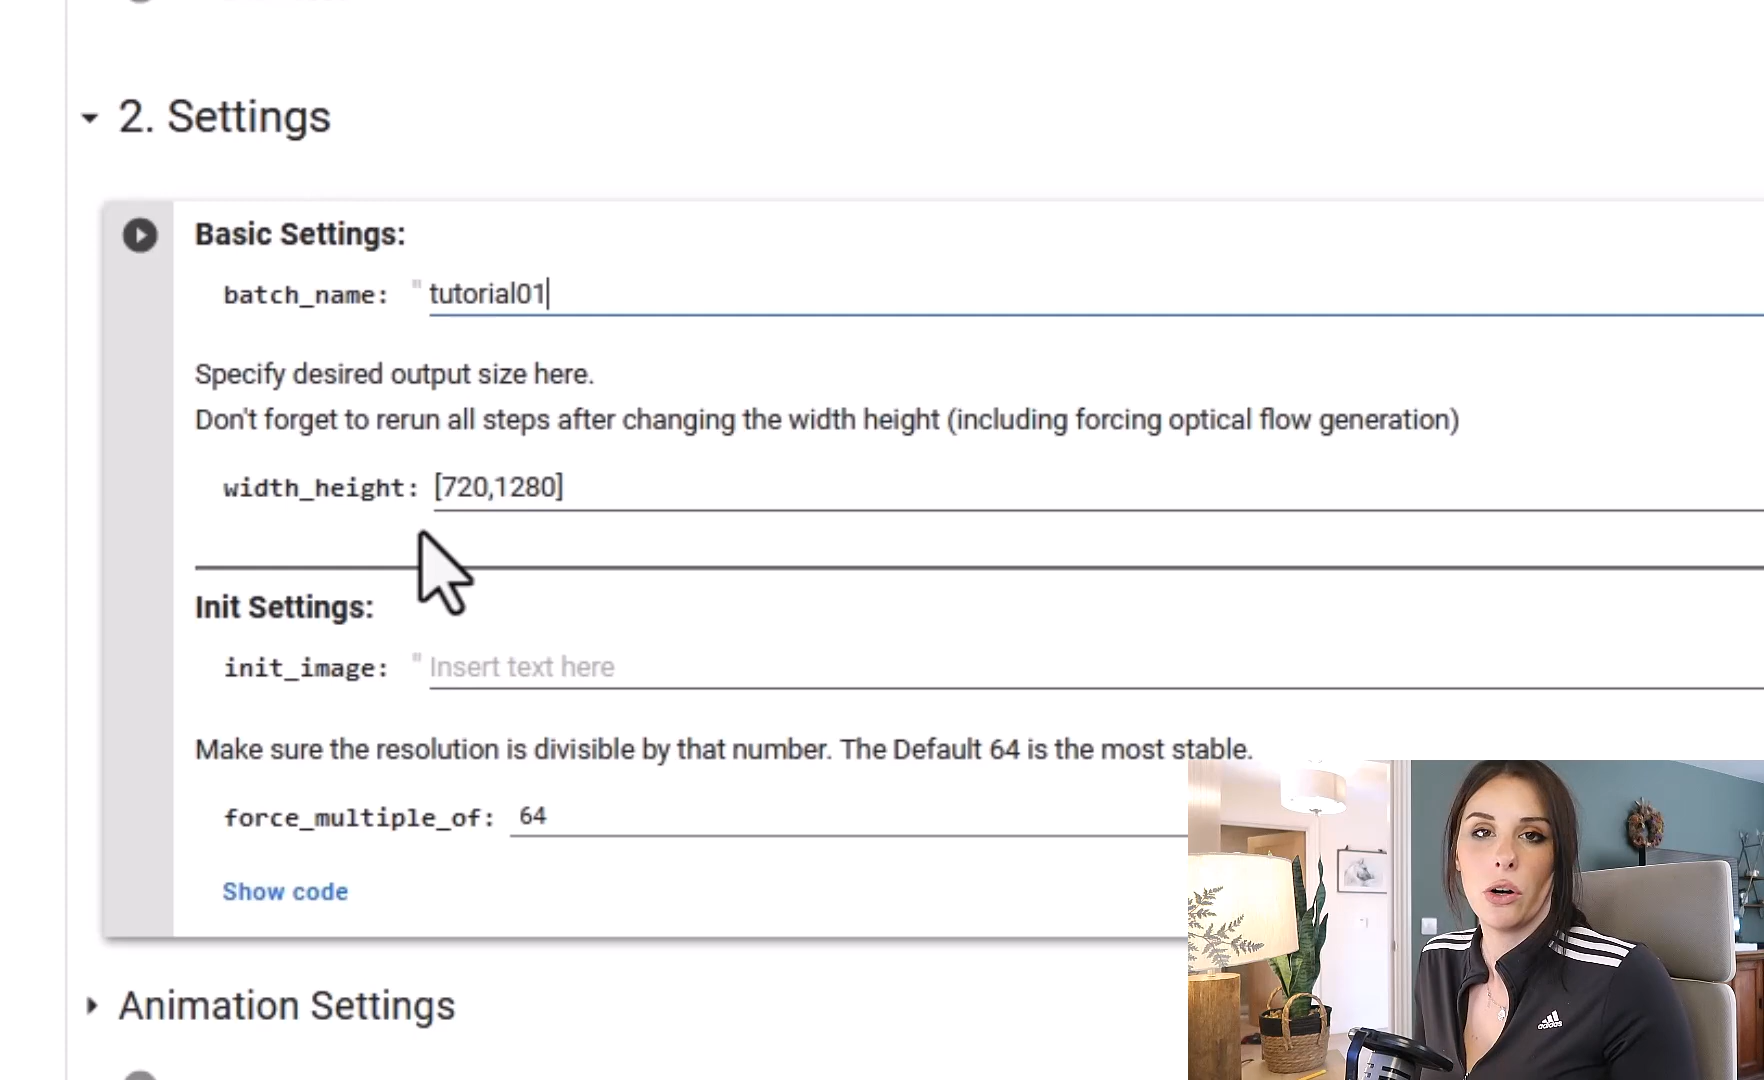 2. Settings
Basic Settings:
batch_name: " tutorial01
Specify desired output size here.
Don't forget to rerun all steps after changing the width height (including forcing optical flow generation)
width_height: [720,1280]
Init Settings:
init_image: " Insert text here
Make sure the resolution is divisible by that number. The Default 64 is the most stable.
force_multiple_of: 64
Show code
Animation Settings
adidas